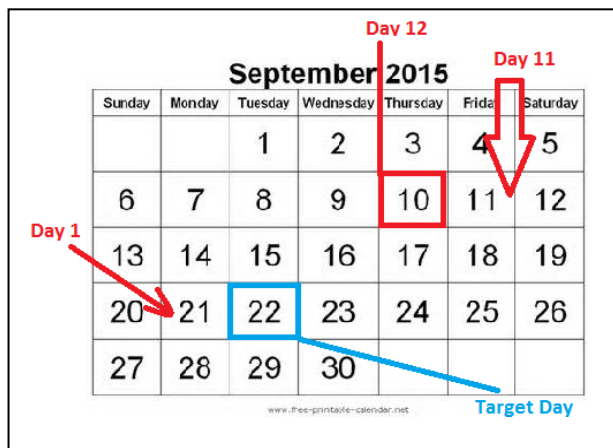 Day 12
Day 11
September 2015
Sunday Monday Tuesday Wednesday Thursday Friday Saturday
1 2 3 4 5
6 7 8 9 10 11 12
Day 1
13 14 15 16 17 18 19
20 21 22 23 24 25 26
27 28 29 30
www.free-printable-calendar.net
Target Day